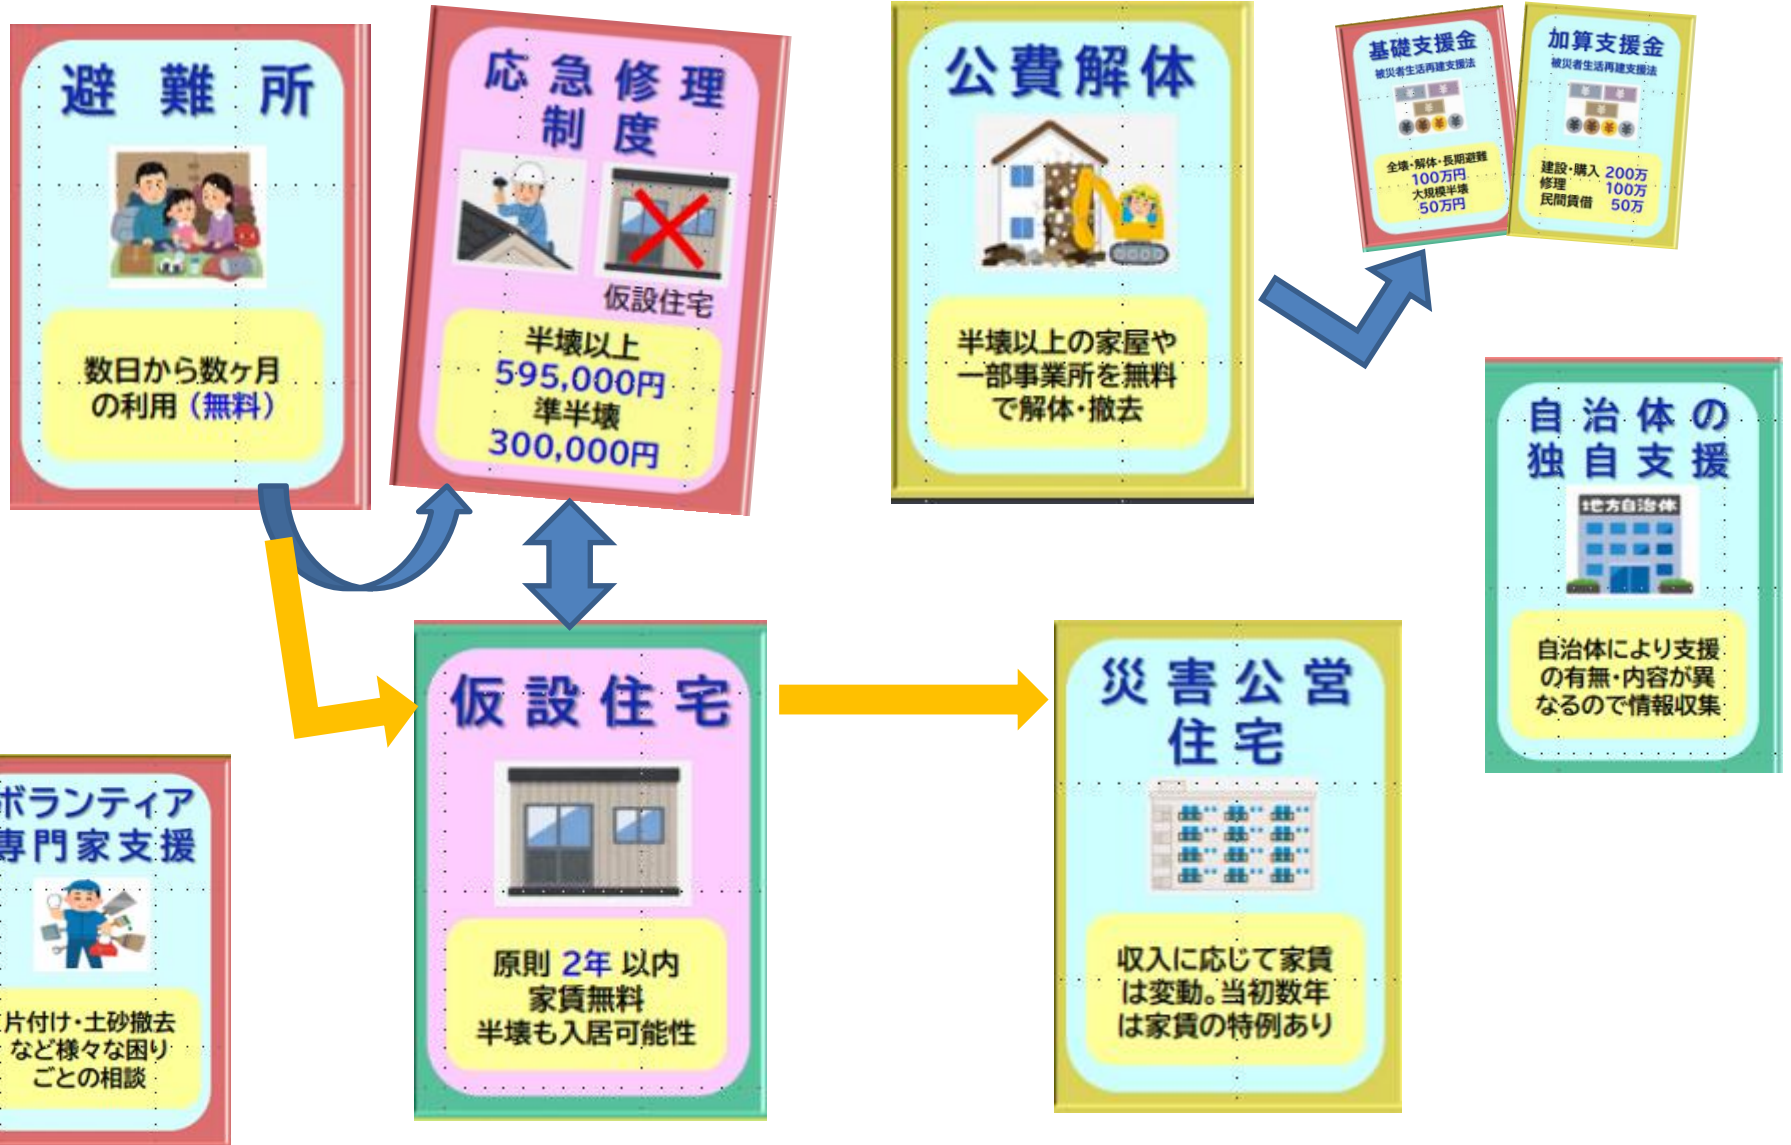 避難所
数日から数ヶ月
の利用（無料）
応急修理
制度
仮設住宅
半壊以上
595,000円
準半壊
300,000円
公費解体
半壊以上の家屋や
一部事業所を無料
で解体・撤去
基礎支援金
被災者生活再建支援法
全壊・解体・長期避難
100万円
大規模半壊
50万円
加算支援金
被災者生活再建支援法
建設・購入 200万
修理 100万
民間賃借 50万
自治体の
独自支援
地方自治体
自治体により支援
の有無・内容が異
なるので情報収集
仮設住宅
原則 2年 以内
家賃無料
半壊も入居可能性
災害公営
住宅
収入に応じて家賃
は変動。当初数年
は家賃の特例あり
ボランティア
専門家支援
片付け・土砂撤去
など様々な困り
ごとの相談